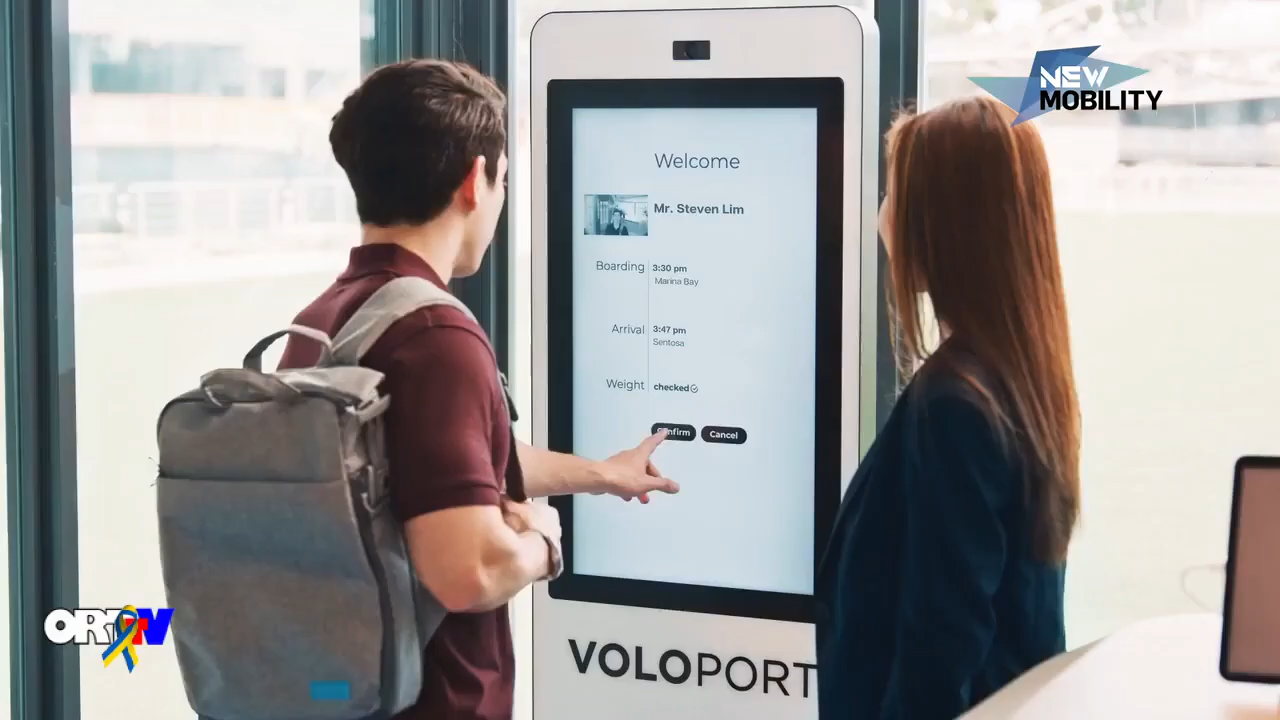 NEW
MOBILITY
Welcome
Mr. Steven Lim
Boarding 3:30 pm
Marina Bay
Arrival 3:47 pm
Sentosa
Weight checked
Confirm Cancel
VOLOPORT